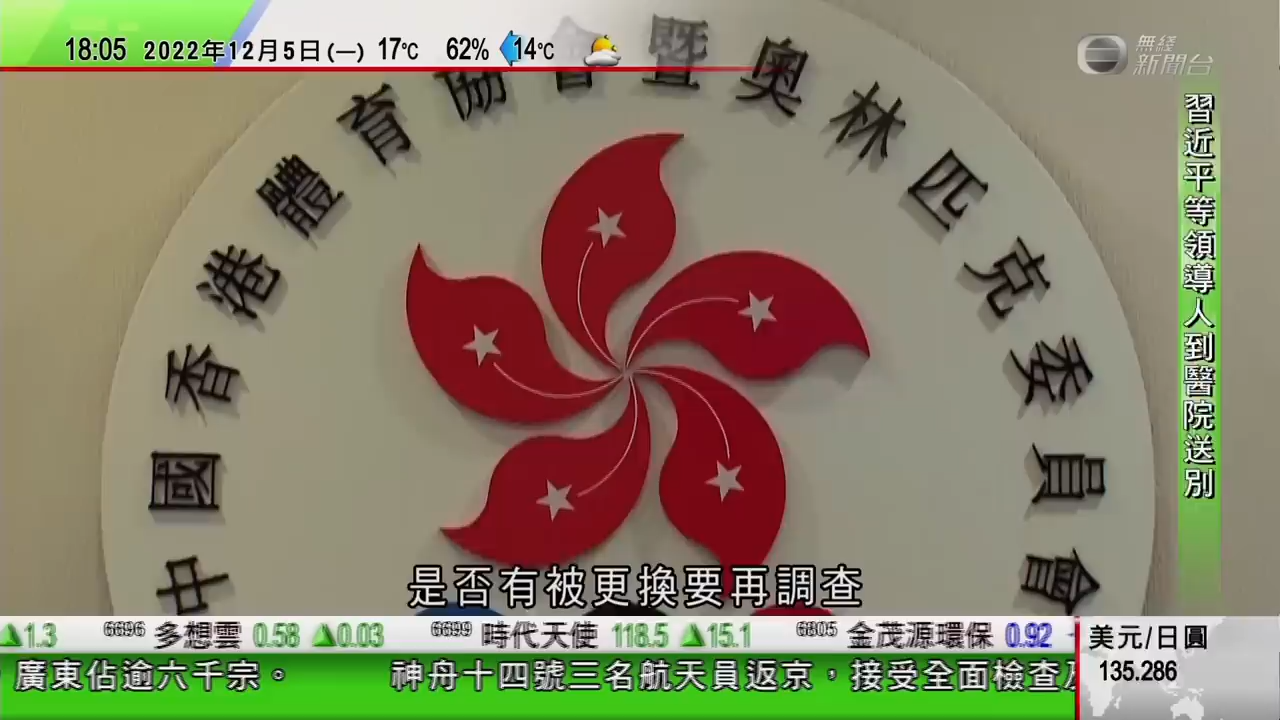 18:05 2022年12月5日(一) 17℃ 62% 14℃
無綫
新聞台
習近平等領導人到醫院送別
中國香港體育協會暨奧林匹克委員會
是否有被更換要再調查
1.3 6696 多想雲 0.58 0.03 6699 時代天使 118.5 15.1 6805 金茂源環保 0.92
美元/日圓
135.286
廣東佔逾六千宗。 神舟十四號三名航天員返京，接受全面檢查及